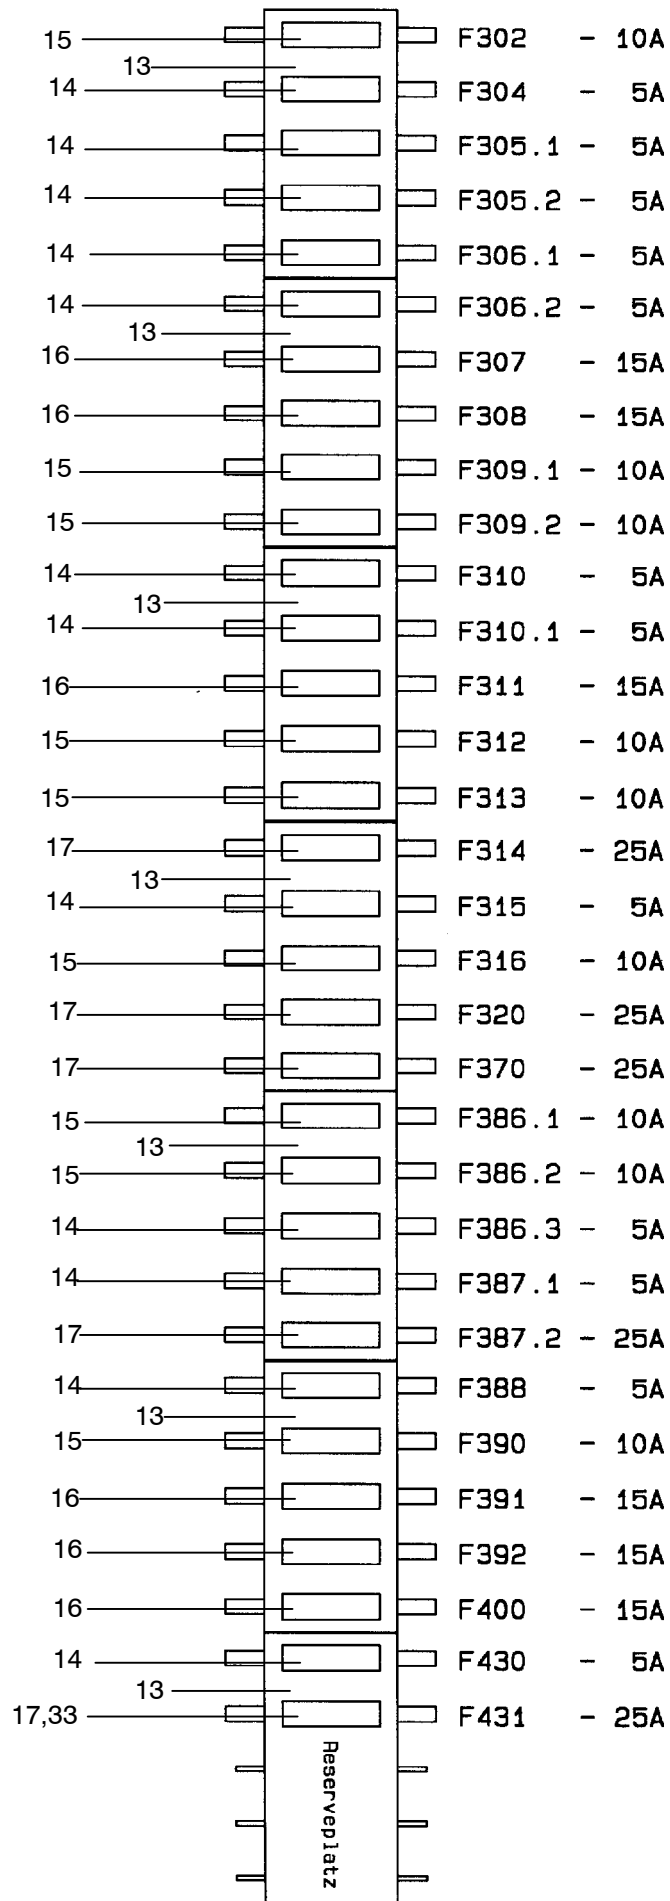 15 F302 - 10A
13
14 F304 - 5A
14 F305.1 - 5A
14 F305.2 - 5A
14 F306.1 - 5A
14 F306.2 - 5A
13
16 F307 - 15A
16 F308 - 15A
15 F309.1 - 10A
15 F309.2 - 10A
14 F310 - 5A
13
14 F310.1 - 5A
16 F311 - 15A
15 F312 - 10A
15 F313 - 10A
17 F314 - 25A
13
14 F315 - 5A
15 F316 - 10A
17 F320 - 25A
17 F370 - 25A
15 F386.1 - 10A
13
15 F386.2 - 10A
14 F386.3 - 5A
14 F387.1 - 5A
17 F387.2 - 25A
14 F388 - 5A
13
15 F390 - 10A
16 F391 - 15A
16 F392 - 15A
16 F400 - 15A
14 F430 - 5A
13
17,33 F431 - 25A
Reserveplatz